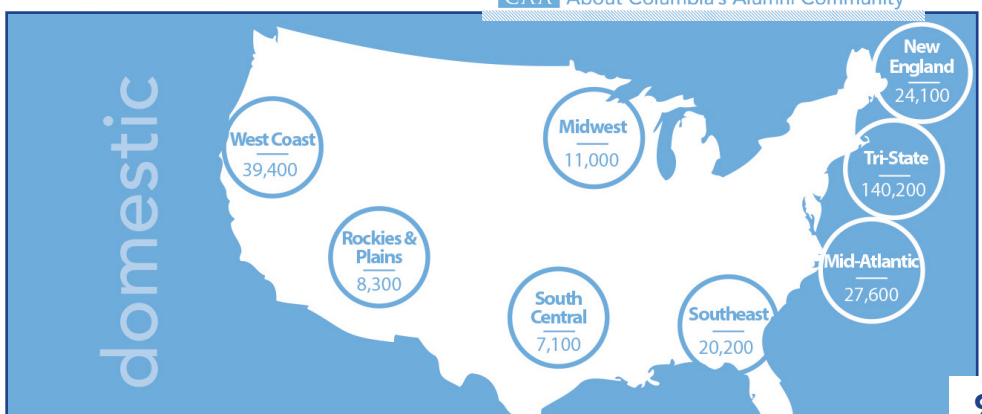 CAA About Columbia's Alumni Community
domestic
New
England
24,100
West Coast
39,400
Midwest
11,000
Tri-State
140,200
Rockies &
Plains
8,300
Mid-Atlantic
27,600
South
Central
7,100
Southeast
20,200